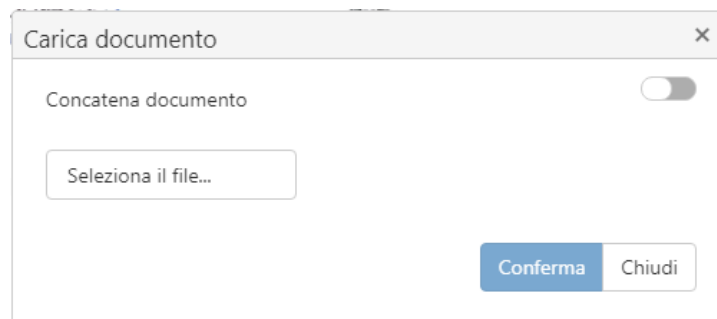 Carica documento ×
Concatena documento
Seleziona il file...
Conferma Chiudi